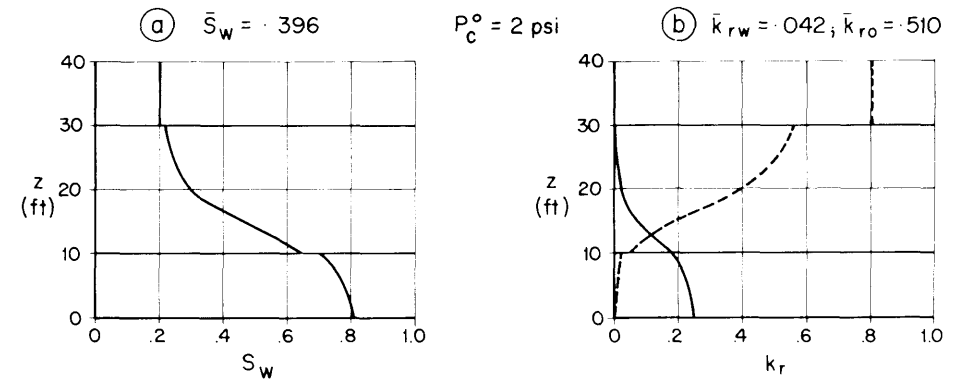 (a) S̄w = ·396
Pc° = 2 psi
(b) k̄rw = ·042; k̄ro = ·510
40
30
20
10
0
z
(ft)
0 .2 .4 .6 .8 1.0
Sw
40
30
20
10
0
z
(ft)
0 .2 .4 .6 .8 1.0
kr